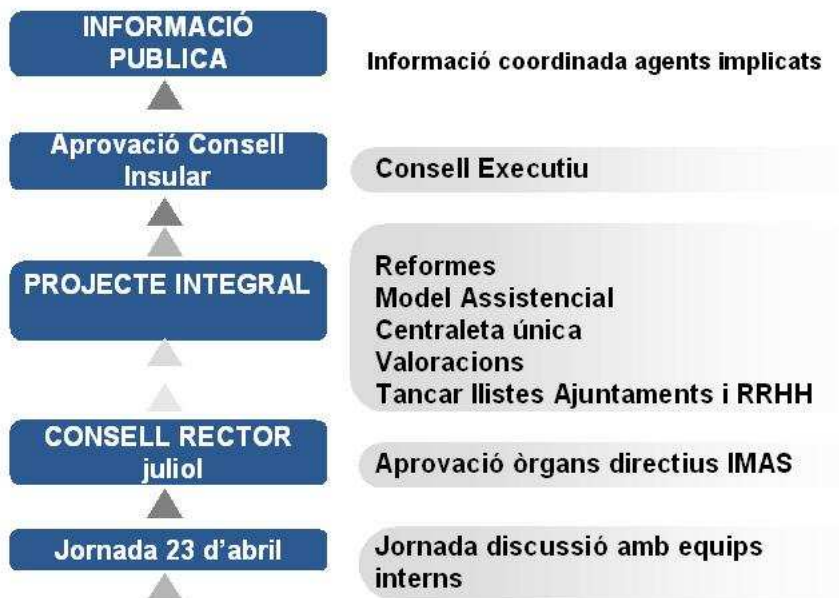 INFORMACIÓ
PUBLICA
Informació coordinada agents implicats
Aprovació Consell
Insular
Consell Executiu
PROJECTE INTEGRAL
Reformes
Model Assistencial
Centraleta única
Valoracions
Tancar llistes Ajuntaments i RRHH
CONSELL RECTOR
juliol
Aprovació òrgans directius IMAS
Jornada 23 d'abril
Jornada discussió amb equips
interns